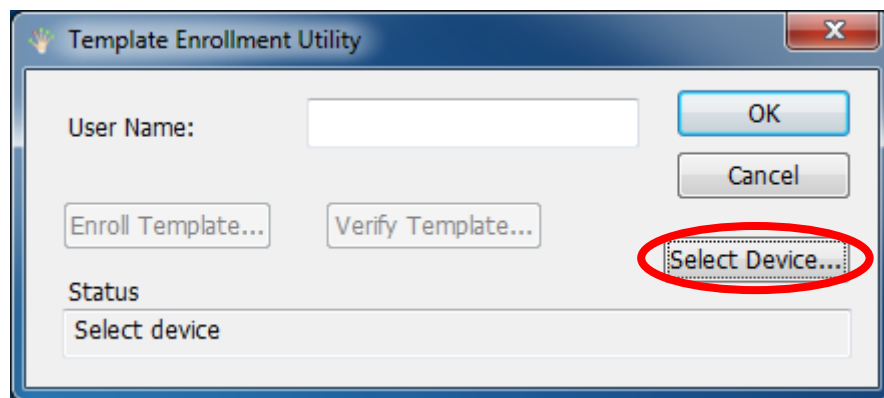 Template Enrollment Utility
User Name:
OK
Cancel
Enroll Template...
Verify Template...
Select Device...
Status
Select device